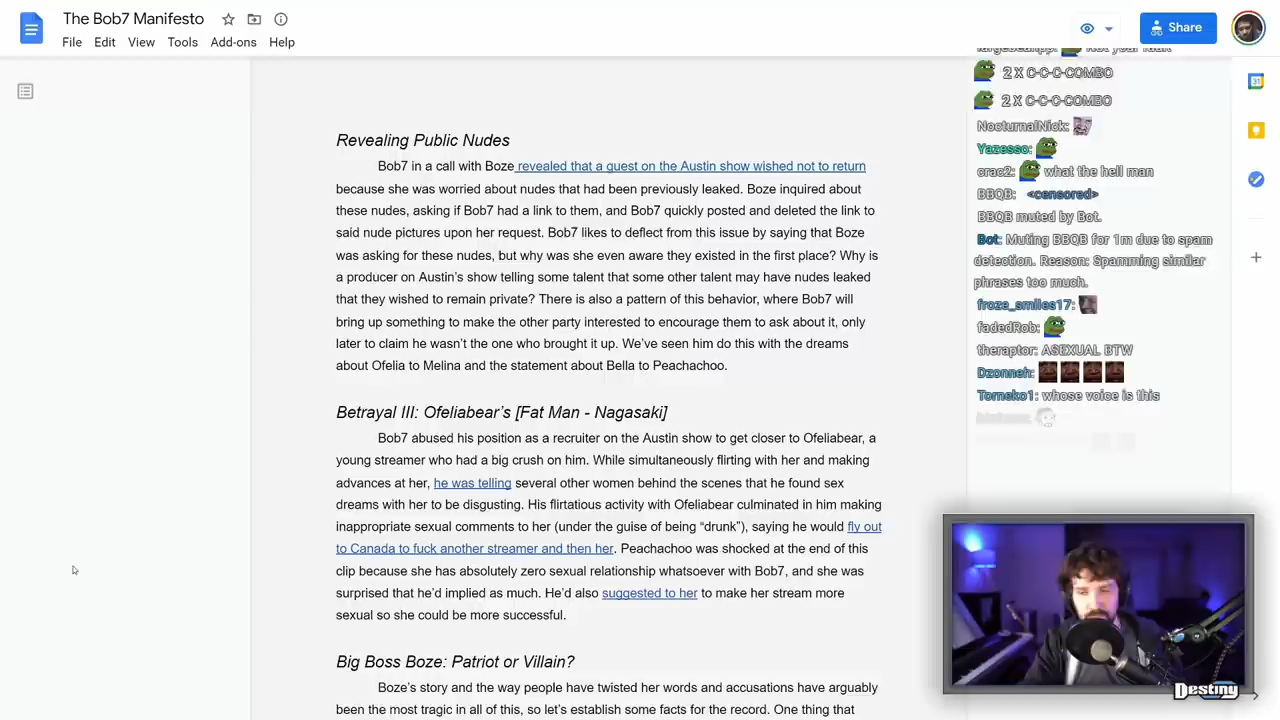 The Bob7 Manifesto
File Edit View Tools Add-ons Help
Share
Revealing Public Nudes
Bob7 in a call with Boze revealed that a guest on the Austin show wished not to return
because she was worried about nudes that had been previously leaked. Boze inquired about
these nudes, asking if Bob7 had a link to them, and Bob7 quickly posted and deleted the link to
said nude pictures upon her request. Bob7 likes to deflect from this issue by saying that Boze
was asking for these nudes, but why was she even aware they existed in the first place? Why is
a producer on Austin's show telling some talent that some other talent may have nudes leaked
that they wished to remain private? There is also a pattern of this behavior, where Bob7 will
bring up something to make the other party interested to encourage them to ask about it, only
later to claim he wasn't the one who brought it up. We've seen him do this with the dreams
about Ofelia to Melina and the statement about Bella to Peachachoo.
Betrayal III: Ofeliabear's [Fat Man - Nagasaki]
Bob7 abused his position as a recruiter on the Austin show to get closer to Ofeliabear, a
young streamer who had a big crush on him. While simultaneously flirting with her and making
advances at her, he was telling several other women behind the scenes that he found sex
dreams with her to be disgusting. His flirtatious activity with Ofeliabear culminated in him making
inappropriate sexual comments to her (under the guise of being “drunk”), saying he would fly out
to Canada to fuck another streamer and then her. Peachachoo was shocked at the end of this
clip because she has absolutely zero sexual relationship whatsoever with Bob7, and she was
surprised that he'd implied as much. He'd also suggested to her to make her stream more
sexual so she could be more successful.
Big Boss Boze: Patriot or Villain?
Boze's story and the way people have twisted her words and accusations have arguably
been the most tragic in all of this, so let's establish some facts for the record. One thing that
Not your fault
2 X C-C-C-COMBO
2 X C-C-C-COMBO
NocturnalNick:
Yazesso:
crac2: what the hell man
BBQB: <censored>
BBQB muted by Bot.
Bot: Muting BBQB for 1m due to spam
detection. Reason: Spamming similar
phrases too much.
froze_smiles17:
fadedRob:
theraptor: ASEXUAL BTW
Dzonneh:
Tomeko1: whose voice is this
31
Destiny